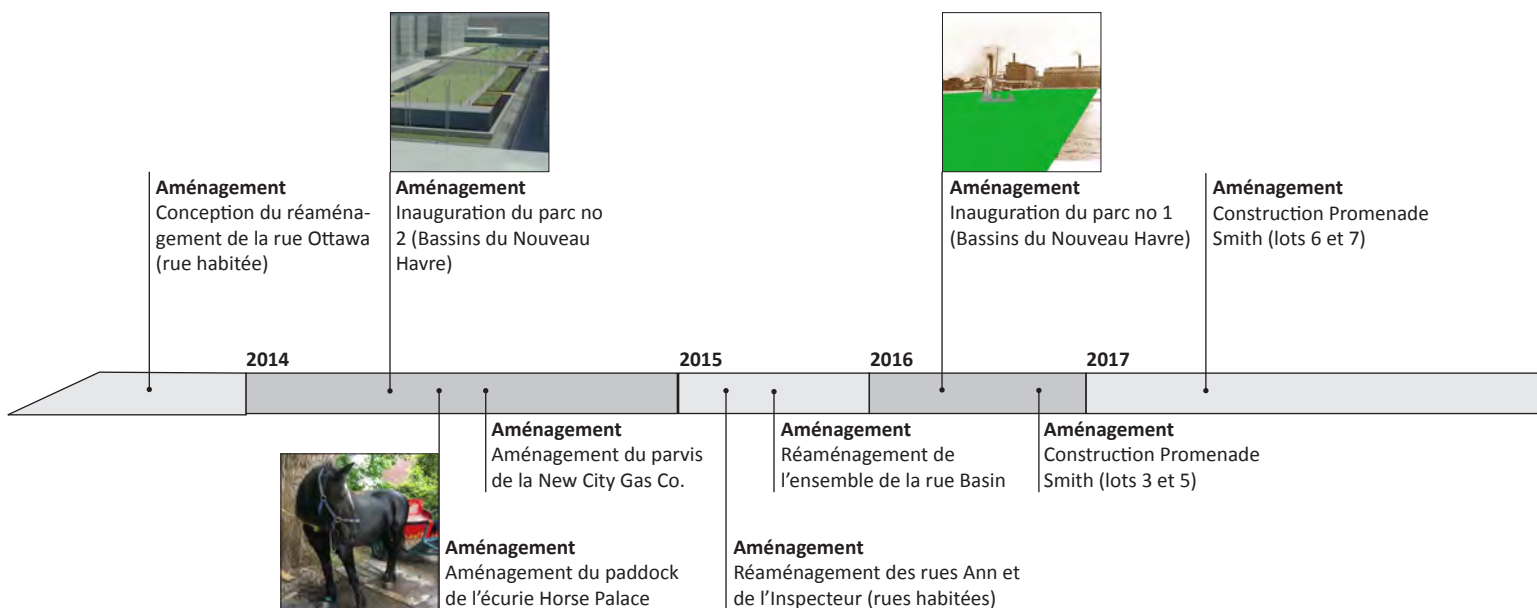 Aménagement
Conception du réaména-
gement de la rue Ottawa
(rue habitée)
Aménagement
Inauguration du parc no
2 (Bassins du Nouveau
Havre)
Aménagement
Inauguration du parc no 1
(Bassins du Nouveau Havre)
Aménagement
Construction Promenade
Smith (lots 6 et 7)
2014
2015
2016
2017
Aménagement
Aménagement du parvis
de la New City Gas Co.
Aménagement
Réaménagement de
l’ensemble de la rue Basin
Aménagement
Construction Promenade
Smith (lots 3 et 5)
Aménagement
Aménagement du paddock
de l’écurie Horse Palace
Aménagement
Réaménagement des rues Ann et
de l’Inspecteur (rues habitées)